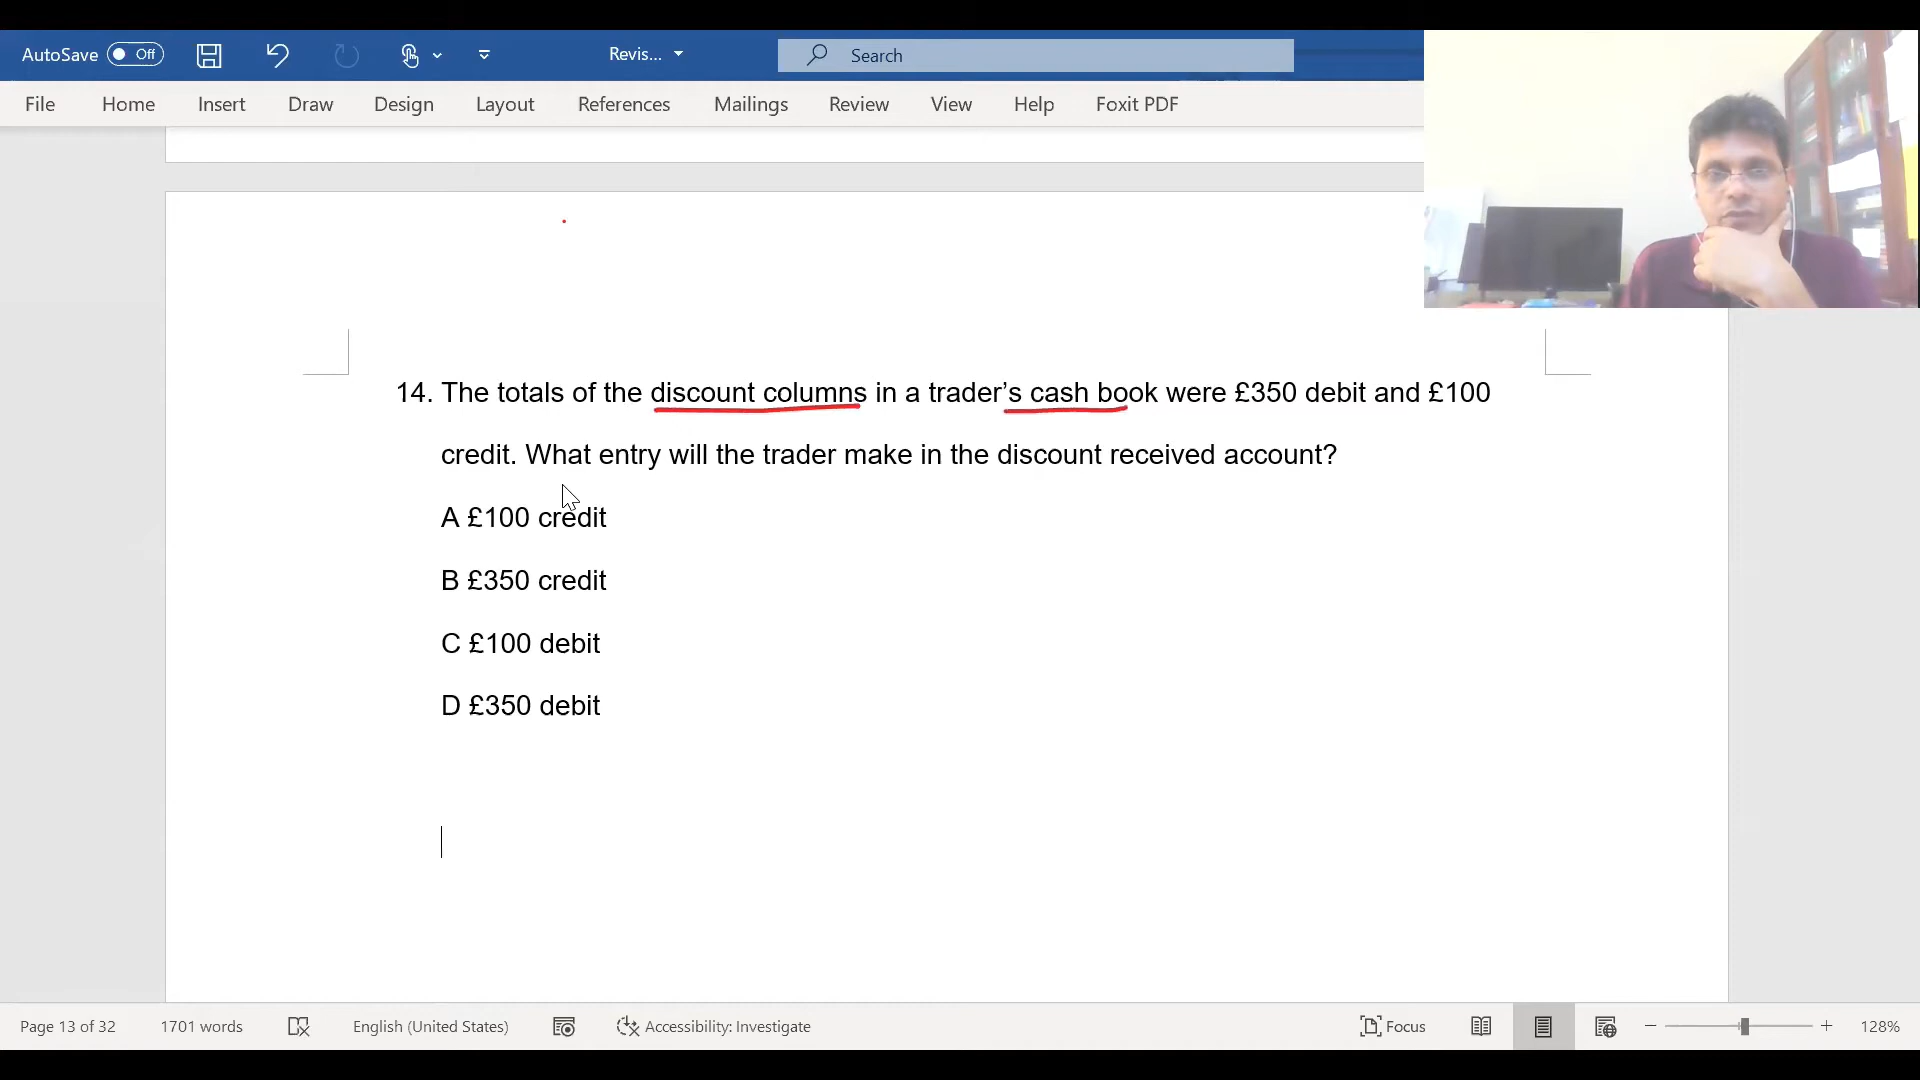 AutoSave Off Revis... Search
File Home Insert Draw Design Layout References Mailings Review View Help Foxit PDF
14. The totals of the discount columns in a trader’s cash book were £350 debit and £100
credit. What entry will the trader make in the discount received account?
A £100 credit
B £350 credit
C £100 debit
D £350 debit
Page 13 of 32 1701 words English (United States) Accessibility: Investigate Focus 128%